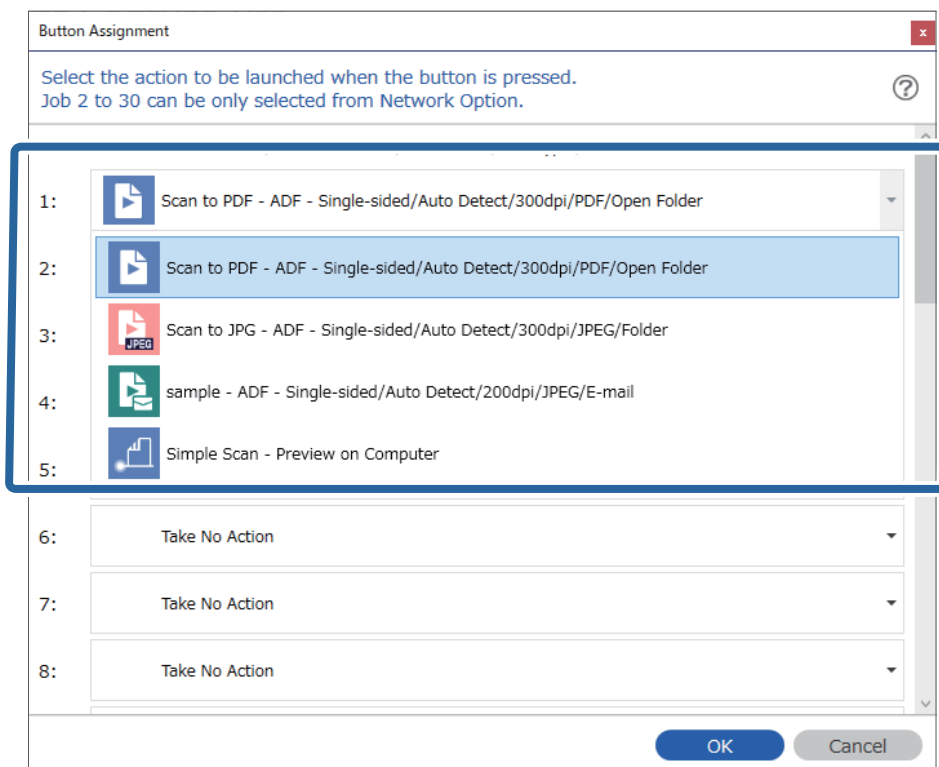 Button Assignment
x
Select the action to be launched when the button is pressed.
Job 2 to 30 can be only selected from Network Option.
?
1:
Scan to PDF - ADF - Single-sided/Auto Detect/300dpi/PDF/Open Folder
2:
Scan to PDF - ADF - Single-sided/Auto Detect/300dpi/PDF/Open Folder
3:
JPEG
Scan to JPG - ADF - Single-sided/Auto Detect/300dpi/JPEG/Folder
4:
sample - ADF - Single-sided/Auto Detect/200dpi/JPEG/E-mail
5:
Simple Scan - Preview on Computer
6:
Take No Action
7:
Take No Action
8:
Take No Action
OK
Cancel